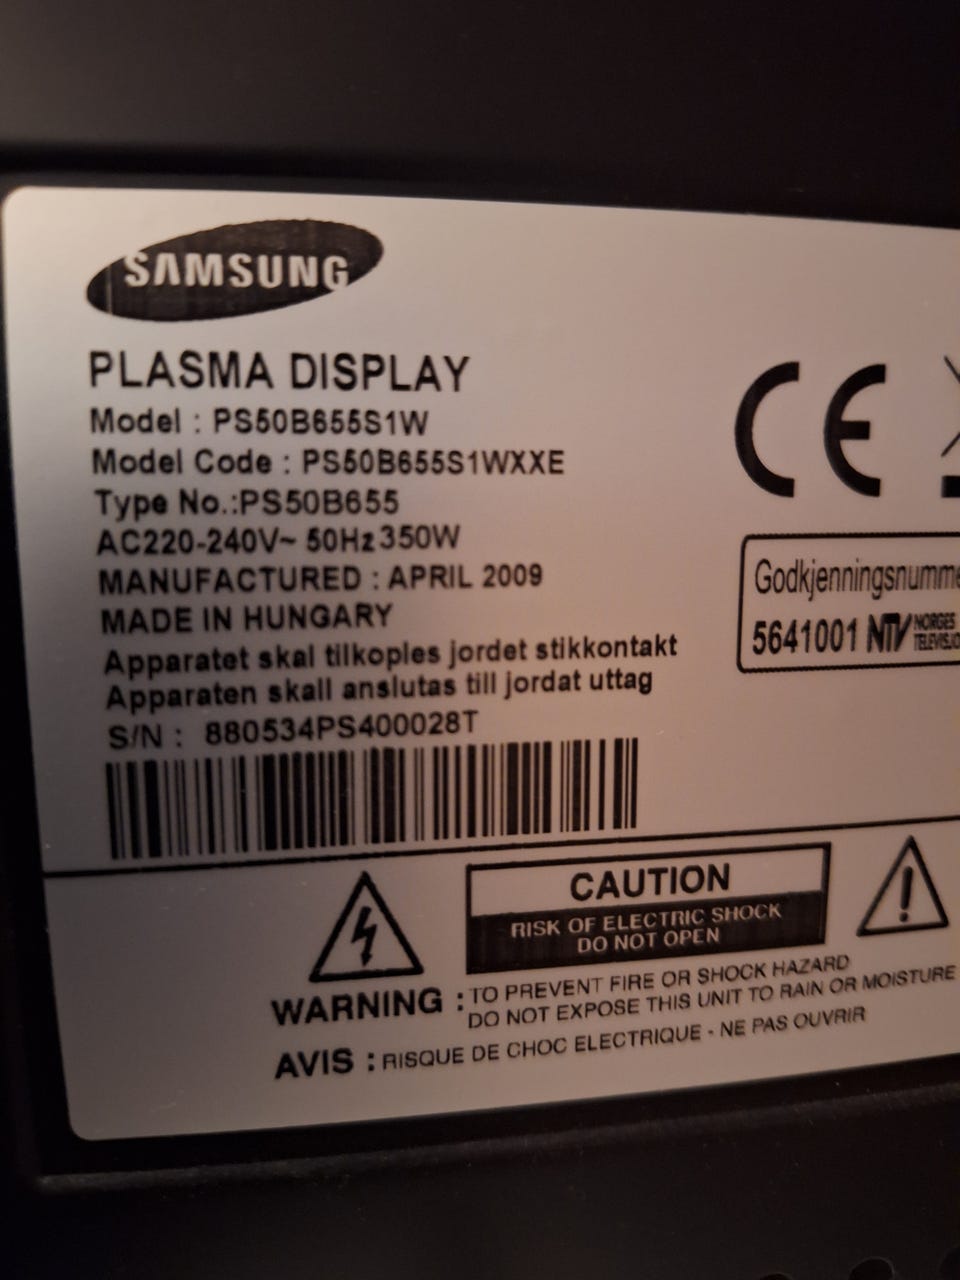 SAMSUNG
PLASMA DISPLAY
Model : PS50B655S1W
Model Code : PS50B655S1WXXE
Type No.:PS50B655
AC220-240V~ 50Hz 350W
MANUFACTURED : APRIL 2009
MADE IN HUNGARY
Apparatet skal tilkoples jordet stikkontakt
Apparaten skall anslutas till jordat uttag
S/N : 880534PS400028T
CE
Godkjenningsnumme
5641001 NTV NORGES
TELEVISJO
CAUTION
RISK OF ELECTRIC SHOCK
DO NOT OPEN
WARNING : TO PREVENT FIRE OR SHOCK HAZARD
DO NOT EXPOSE THIS UNIT TO RAIN OR MOISTURE
AVIS : RISQUE DE CHOC ELECTRIQUE - NE PAS OUVRIR